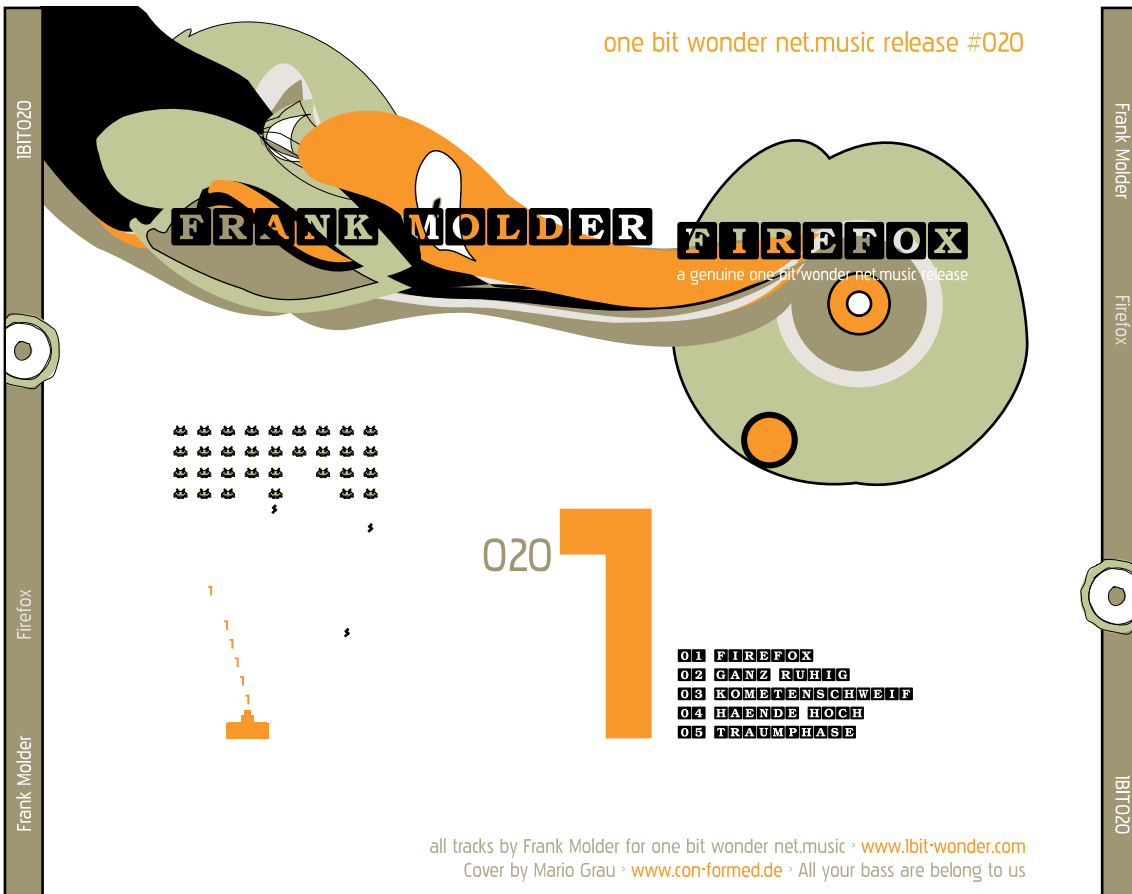 one bit wonder net.music release #020
1BIT020
Firefox
Frank Molder
FRANK MOLDER
FIREFOX
a genuine one bit wonder net.music release
020
1
01 FIREFOX
02 GANZ RUHIG
03 KOMETENSCHWEIF
04 HAENDE HOCH
05 TRAUMPHASE
all tracks by Frank Molder for one bit wonder net.music > www.1bit-wonder.com
Cover by Mario Grau > www.con-formed.de > All your bass are belong to us
Frank Molder
Firefox
1BIT020